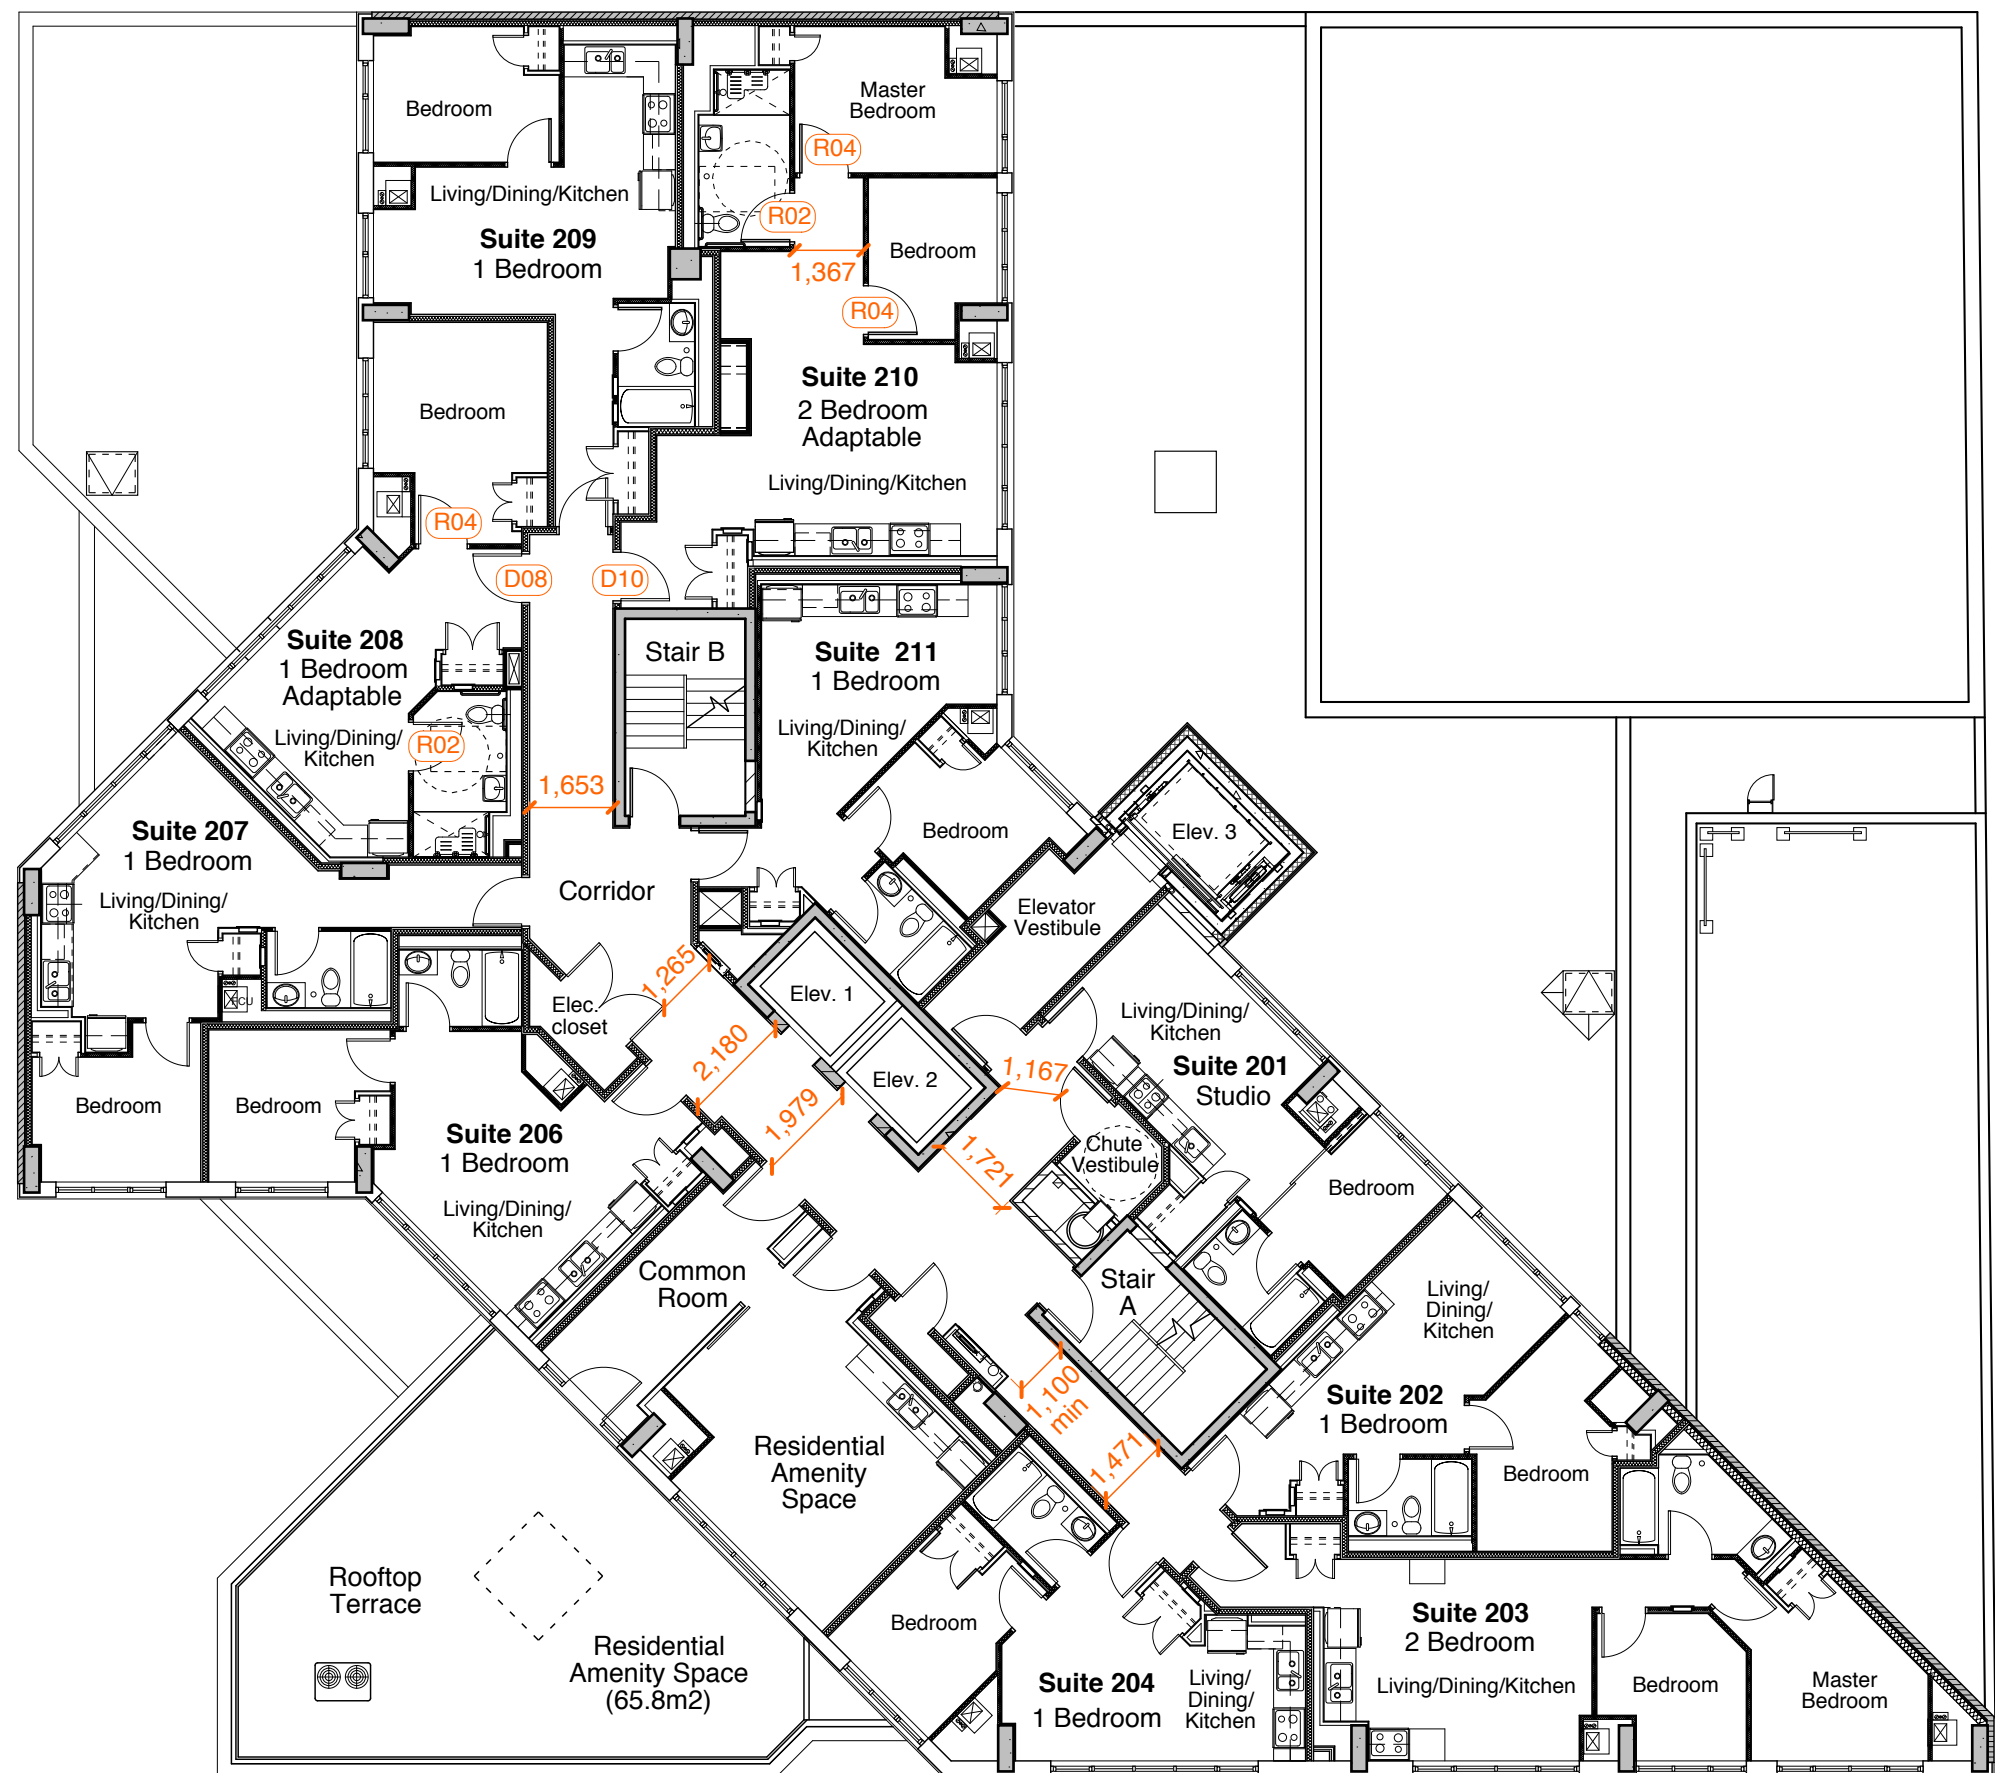 Bedroom
Living/Dining/Kitchen
Suite 209
1 Bedroom
Master
Bedroom
R04
R02
1,367
Bedroom
R04
Suite 210
2 Bedroom
Adaptable
Living/Dining/Kitchen
Bedroom
R04
D08
D10
Suite 208
1 Bedroom
Adaptable
Living/Dining/
Kitchen
R02
1,653
Stair B
Suite 211
1 Bedroom
Living/Dining/
Kitchen
Bedroom
Elev. 3
Elevator
Vestibule
Suite 207
1 Bedroom
Living/Dining/
Kitchen
Corridor
Elec.
closet
1,265
2,180
1,979
Elev. 1
Elev. 2
1,167
1,721
Living/Dining/
Kitchen
Suite 201
Studio
Chute
Vestibule
Bedroom
Bedroom
Bedroom
Suite 206
1 Bedroom
Living/Dining/
Kitchen
Common
Room
Stair
A
Living/
Dining/
Kitchen
Suite 202
1 Bedroom
Bedroom
1,100
min
1,471
Residential
Amenity
Space
Rooftop
Terrace
Residential
Amenity Space
(65.8m2)
Bedroom
Suite 204
1 Bedroom
Living/
Dining/
Kitchen
Suite 203
2 Bedroom
Living/Dining/Kitchen
Bedroom
Master
Bedroom